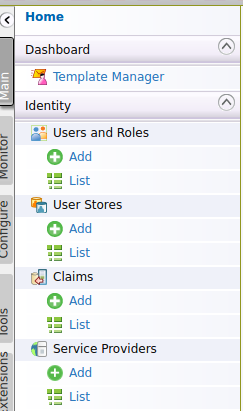 Home
Dashboard
Template Manager
Identity
Users and Roles
Add
List
User Stores
Add
List
Claims
Add
List
Service Providers
Add
List
Main
Monitor
Configure
Tools
Extensions